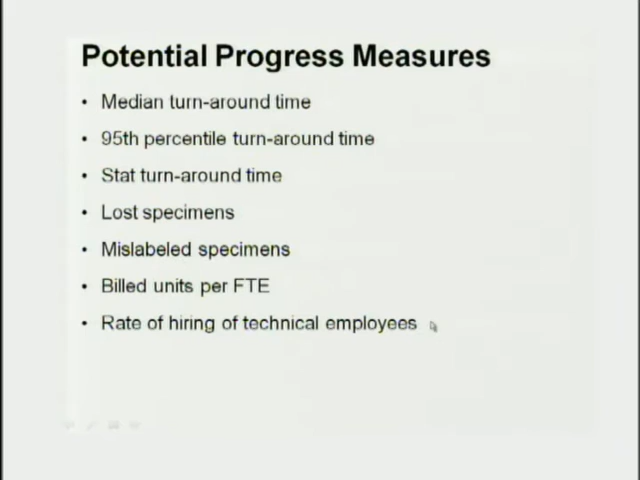 Potential Progress Measures
• Median turn-around time
• 95th percentile turn-around time
• Stat turn-around time
• Lost specimens
• Mislabeled specimens
• Billed units per FTE
• Rate of hiring of technical employees